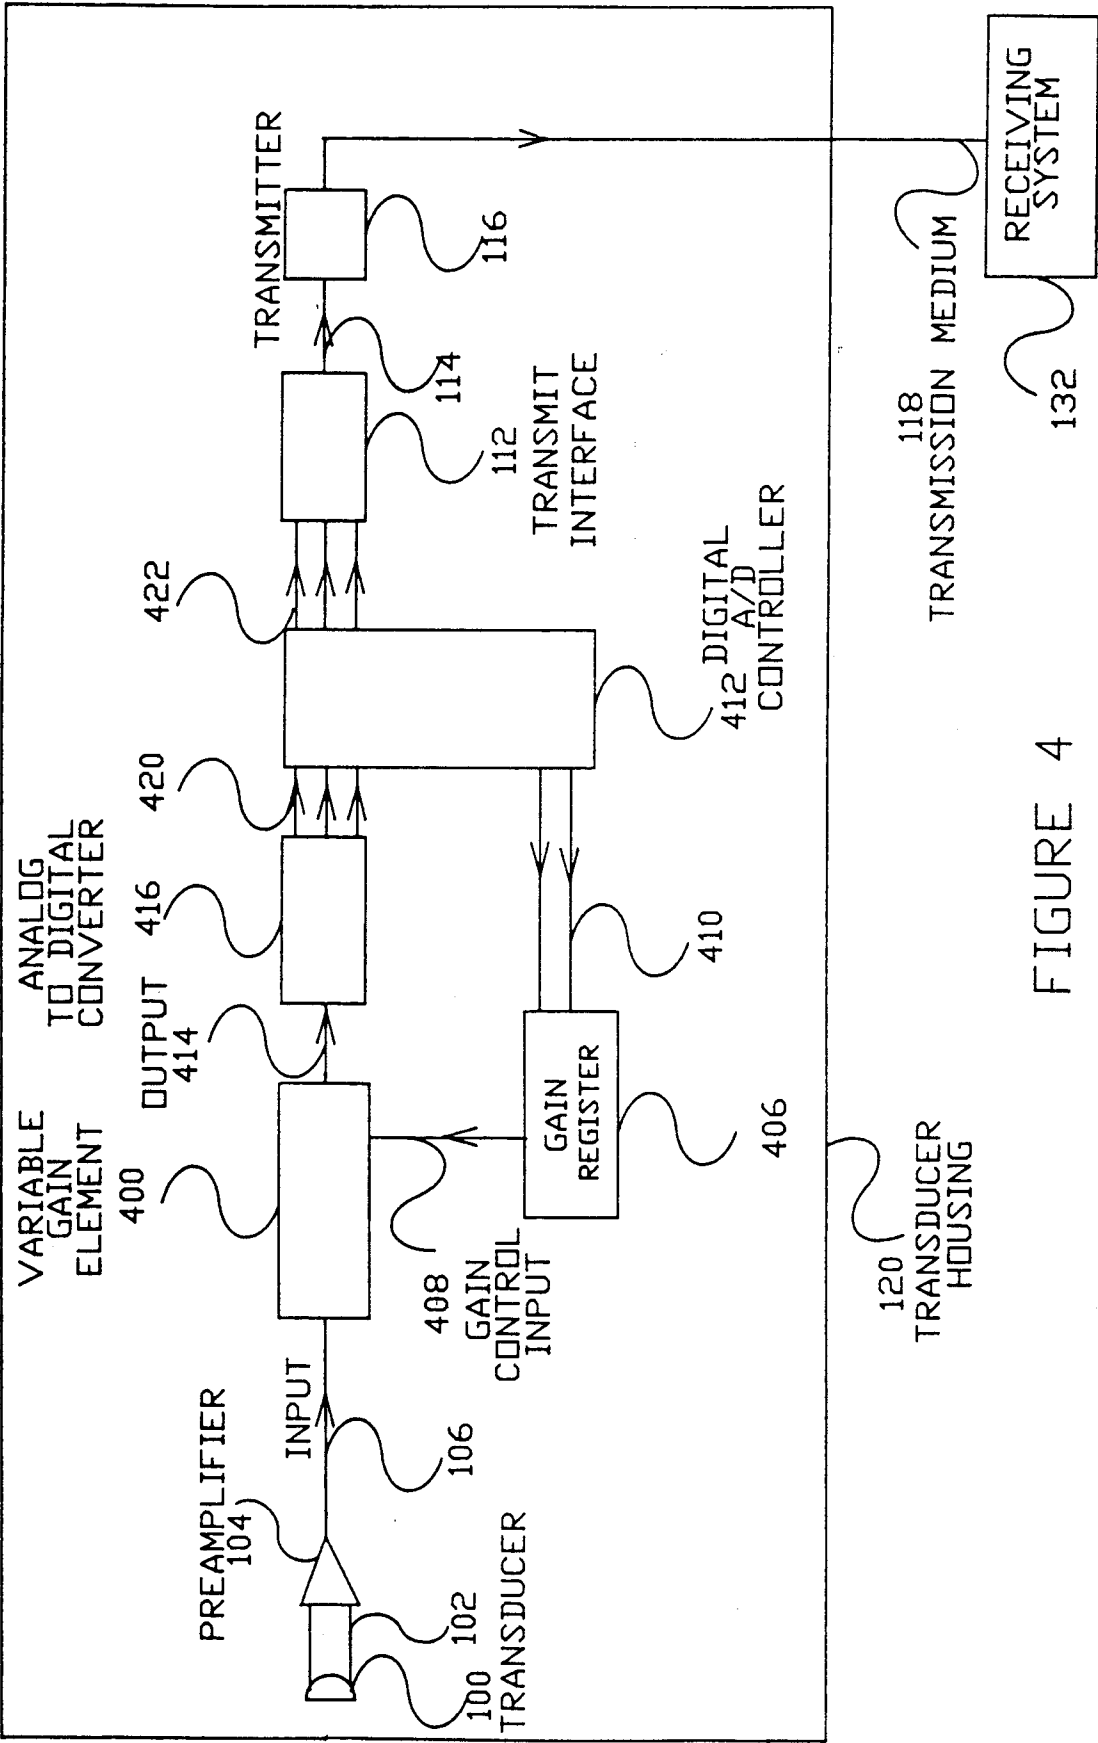 VARIABLE
GAIN
ELEMENT
400
ANALOG
TO DIGITAL
CONVERTER
416
OUTPUT
414
420
422
PREAMPLIFIER
104
INPUT
106
TRANSMITTER
116
114
112
TRANSMIT
INTERFACE
102
100
TRANSDUCER
408
GAIN
CONTROL
INPUT
GAIN
REGISTER
406
410
412
DIGITAL
A/D
CONTROLLER
120
TRANSDUCER
HOUSING
118
TRANSMISSION MEDIUM
RECEIVING
SYSTEM
132
FIGURE 4